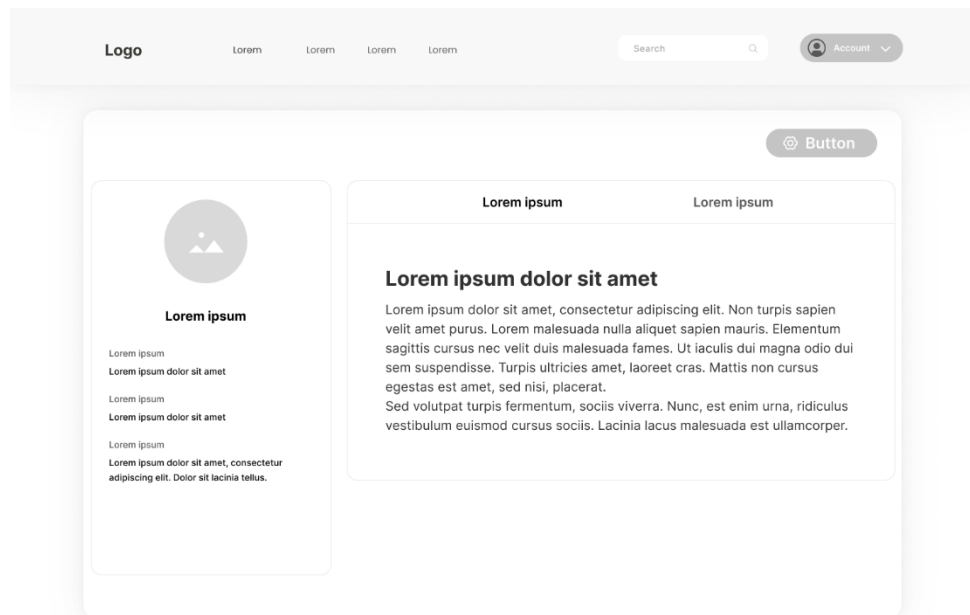 Logo
Lorem
Lorem
Lorem
Lorem
Search
Account
Button
Lorem ipsum
Lorem ipsum
Lorem ipsum dolor sit amet
Lorem ipsum
Lorem ipsum dolor sit amet
Lorem ipsum
Lorem ipsum dolor sit amet, consectetur
adipiscing elit. Dolor sit lacinia tellus.
Lorem ipsum
Lorem ipsum
Lorem ipsum dolor sit amet
Lorem ipsum dolor sit amet, consectetur adipiscing elit. Non turpis sapien
velit amet purus. Lorem malesuada nulla aliquet sapien mauris. Elementum
sagittis cursus nec velit duis malesuada fames. Ut iaculis dui magna odio dui
sem suspendisse. Turpis ultricies amet, laoreet cras. Mattis non cursus
egestas est amet, sed nisi, placerat.
Sed volutpat turpis fermentum, sociis viverra. Nunc, est enim urna, ridiculus
vestibulum euismod cursus sociis. Lacinia lacus malesuada est ullamcorper.